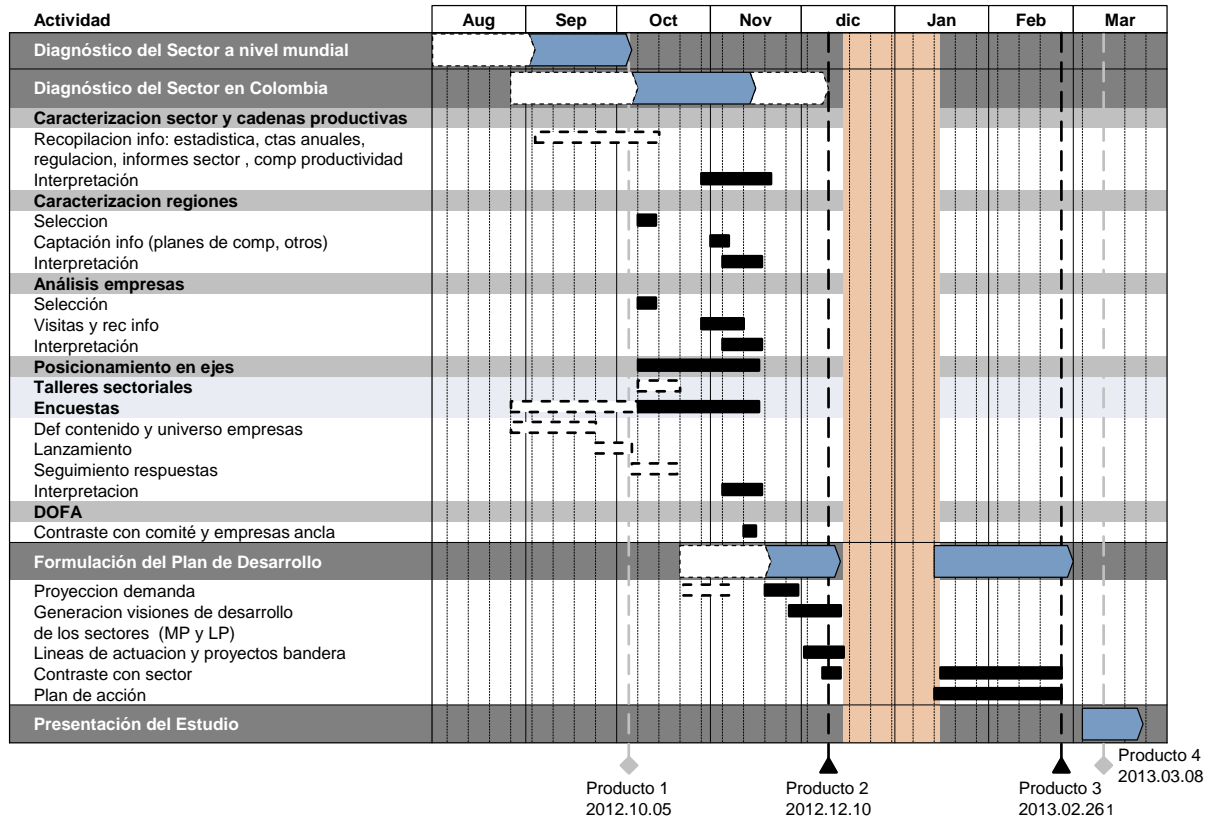 Actividad Aug Sep Oct Nov dic Jan Feb Mar
Diagnóstico del Sector a nivel mundial
Diagnóstico del Sector en Colombia
Caracterizacion sector y cadenas productivas
Recopilación info: estadistica, ctas anuales,
regulacion, informes sector , comp productividad
Interpretación
Caracterizacion regiones
Seleccion
Captación info (planes de comp, otros)
Interpretación
Análisis empresas
Selección
Visitas y rec info
Interpretación
Posicionamiento en ejes
Talleres sectoriales
Encuestas
Def contenido y universo empresas
Lanzamiento
Seguimiento respuestas
Interpretacion
DOFA
Contraste con comité y empresas ancla
Formulación del Plan de Desarrollo
Proyeccion demanda
Generacion visiones de desarrollo
de los sectores (MP y LP)
Lineas de actuacion y proyectos bandera
Contraste con sector
Plan de acción
Presentación del Estudio
Producto 1
2012.10.05
Producto 2
2012.12.10
Producto 3
2013.02.261
Producto 4
2013.03.08